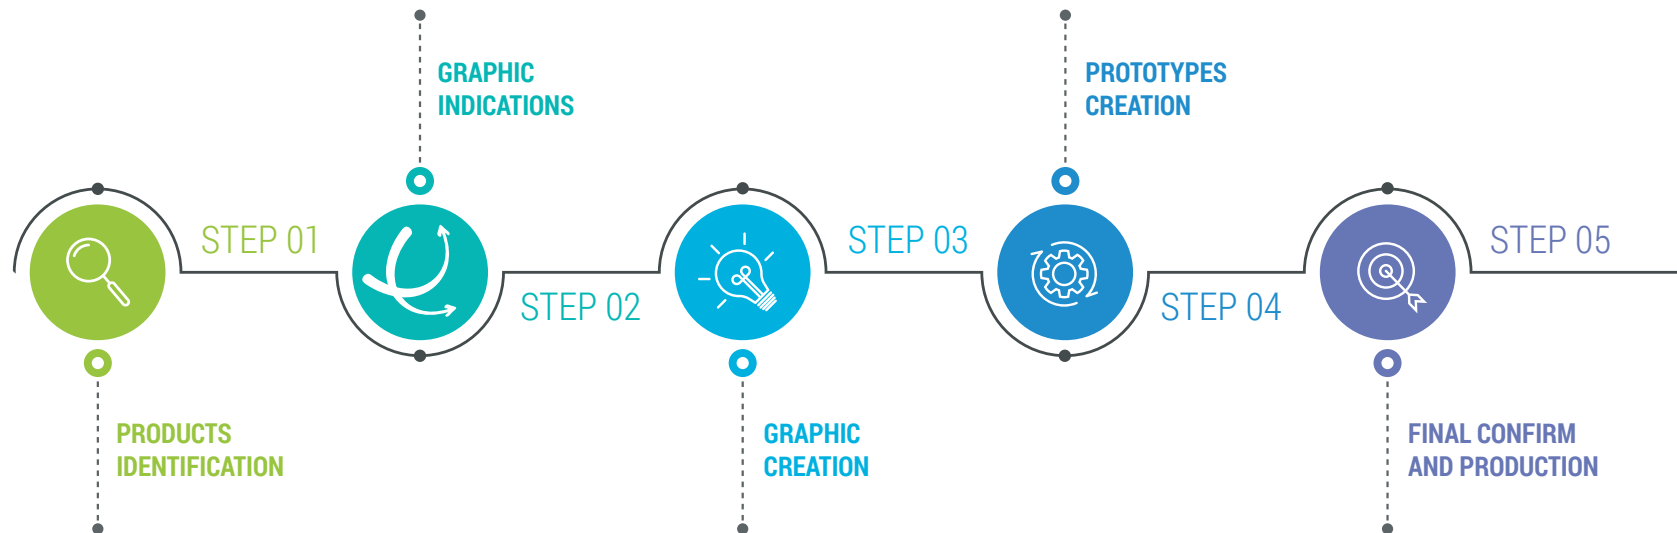 STEP 01
PRODUCTS
IDENTIFICATION
GRAPHIC
INDICATIONS
STEP 02
STEP 03
GRAPHIC
CREATION
PROTOTYPES
CREATION
STEP 04
STEP 05
FINAL CONFIRM
AND PRODUCTION